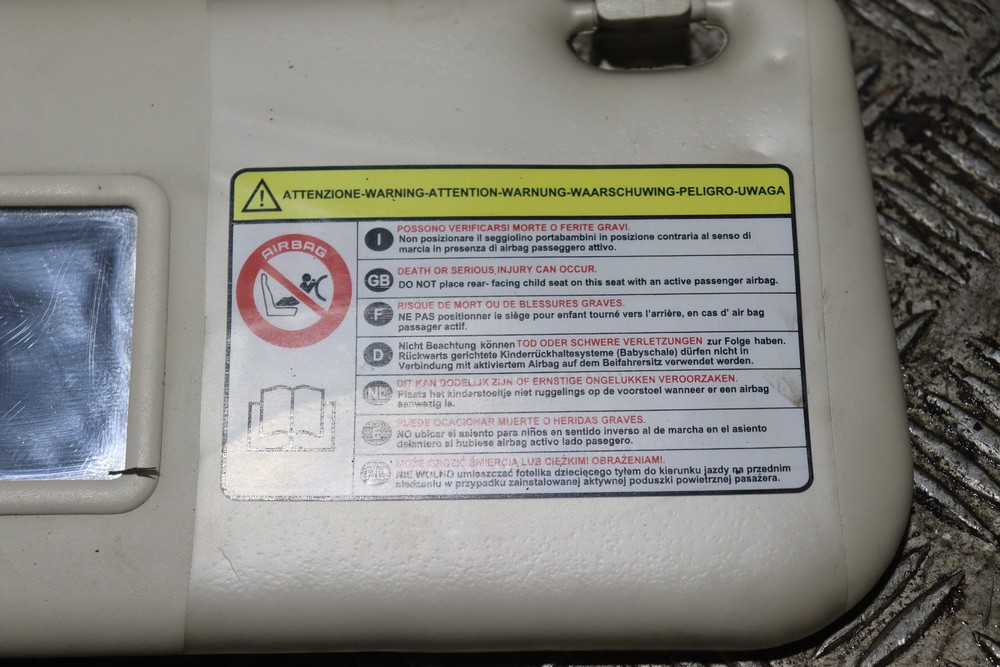 ATTENZIONE-WARNING-ATTENTION-WARNUNG-WAARSCHUWING-PELIGRO-UWAGA
AIRBAG
I
POSSONO VERIFICARSI MORTE O FERITE GRAVI.
Non posizionare il seggiolino portabambini in posizione contraria al senso di
marcia in presenza di airbag passeggero attivo.
GB
DEATH OR SERIOUS INJURY CAN OCCUR.
DO NOT place rear- facing child seat on this seat with an active passenger airbag.
F
RISQUE DE MORT OU DE BLESSURES GRAVES.
NE PAS positionner le siège pour enfant tourné vers l'arrière, en cas d' air bag
passager actif.
D
Nicht Beachtung können TOD ODER SCHWERE VERLETZUNGEN zur Folge haben.
Rückwarts gerichtete Kinderrückhaltesysteme (Babyschale) dürfen nicht in
Verbindung mit aktiviertem Airbag auf dem Beifahrersitz verwendet werden.
NL
DIT KAN DODELIJK ZIJN OF ERNSTIGE ONGELUKKEN VEROORZAKEN.
Plaats het kinderstoeltje niet ruggelings op de voorstoel wanneer er een airbag
aanwezig is.
E
PUEDE OCACIONAR MUERTE O HERIDAS GRAVES.
NO ubicar el asiento para niños en sentido inverso al de marcha en el asiento
delantero si hubiese airbag activo lado pasegero.
PL
MOŻE GROZIĆ ŚMIERCIĄ LUB CIĘŻKIMI OBRAŻENIAMI.
NIE WOLNO umieszczać fotelika dziecięcego tyłem do kierunku jazdy na przednim
siedzeniu w przypadku zainstalowanej aktywnej poduszki powietrznej pasażera.